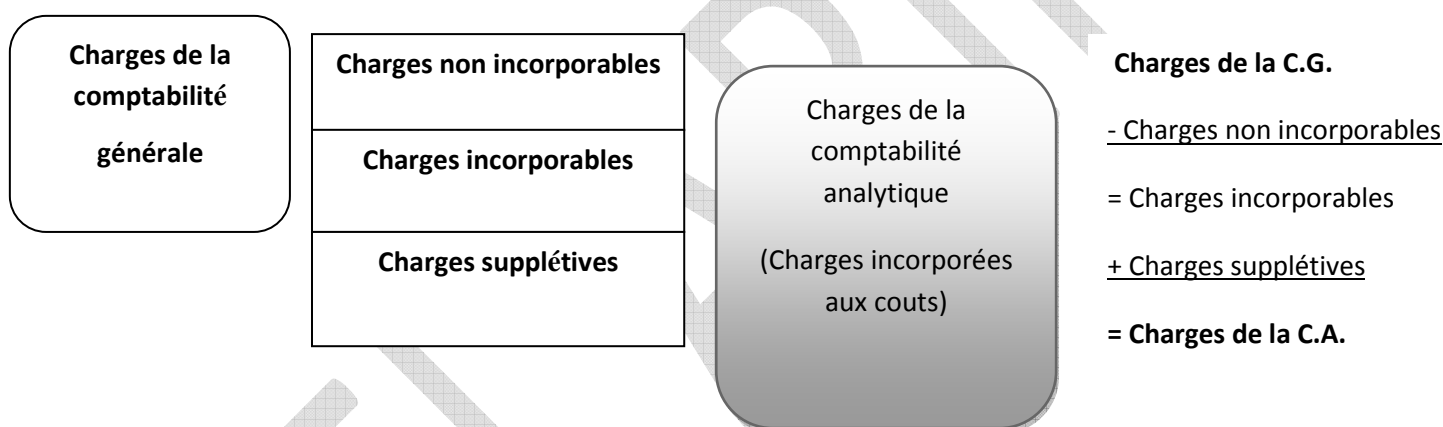 Charges de la
comptabilité
générale
Charges non incorporables
Charges incorporables
Charges supplétives
Charges de la
comptabilité
analytique
(Charges incorporées
aux couts)
Charges de la C.G.
- Charges non incorporables
= Charges incorporables
+ Charges supplétives
= Charges de la C.A.